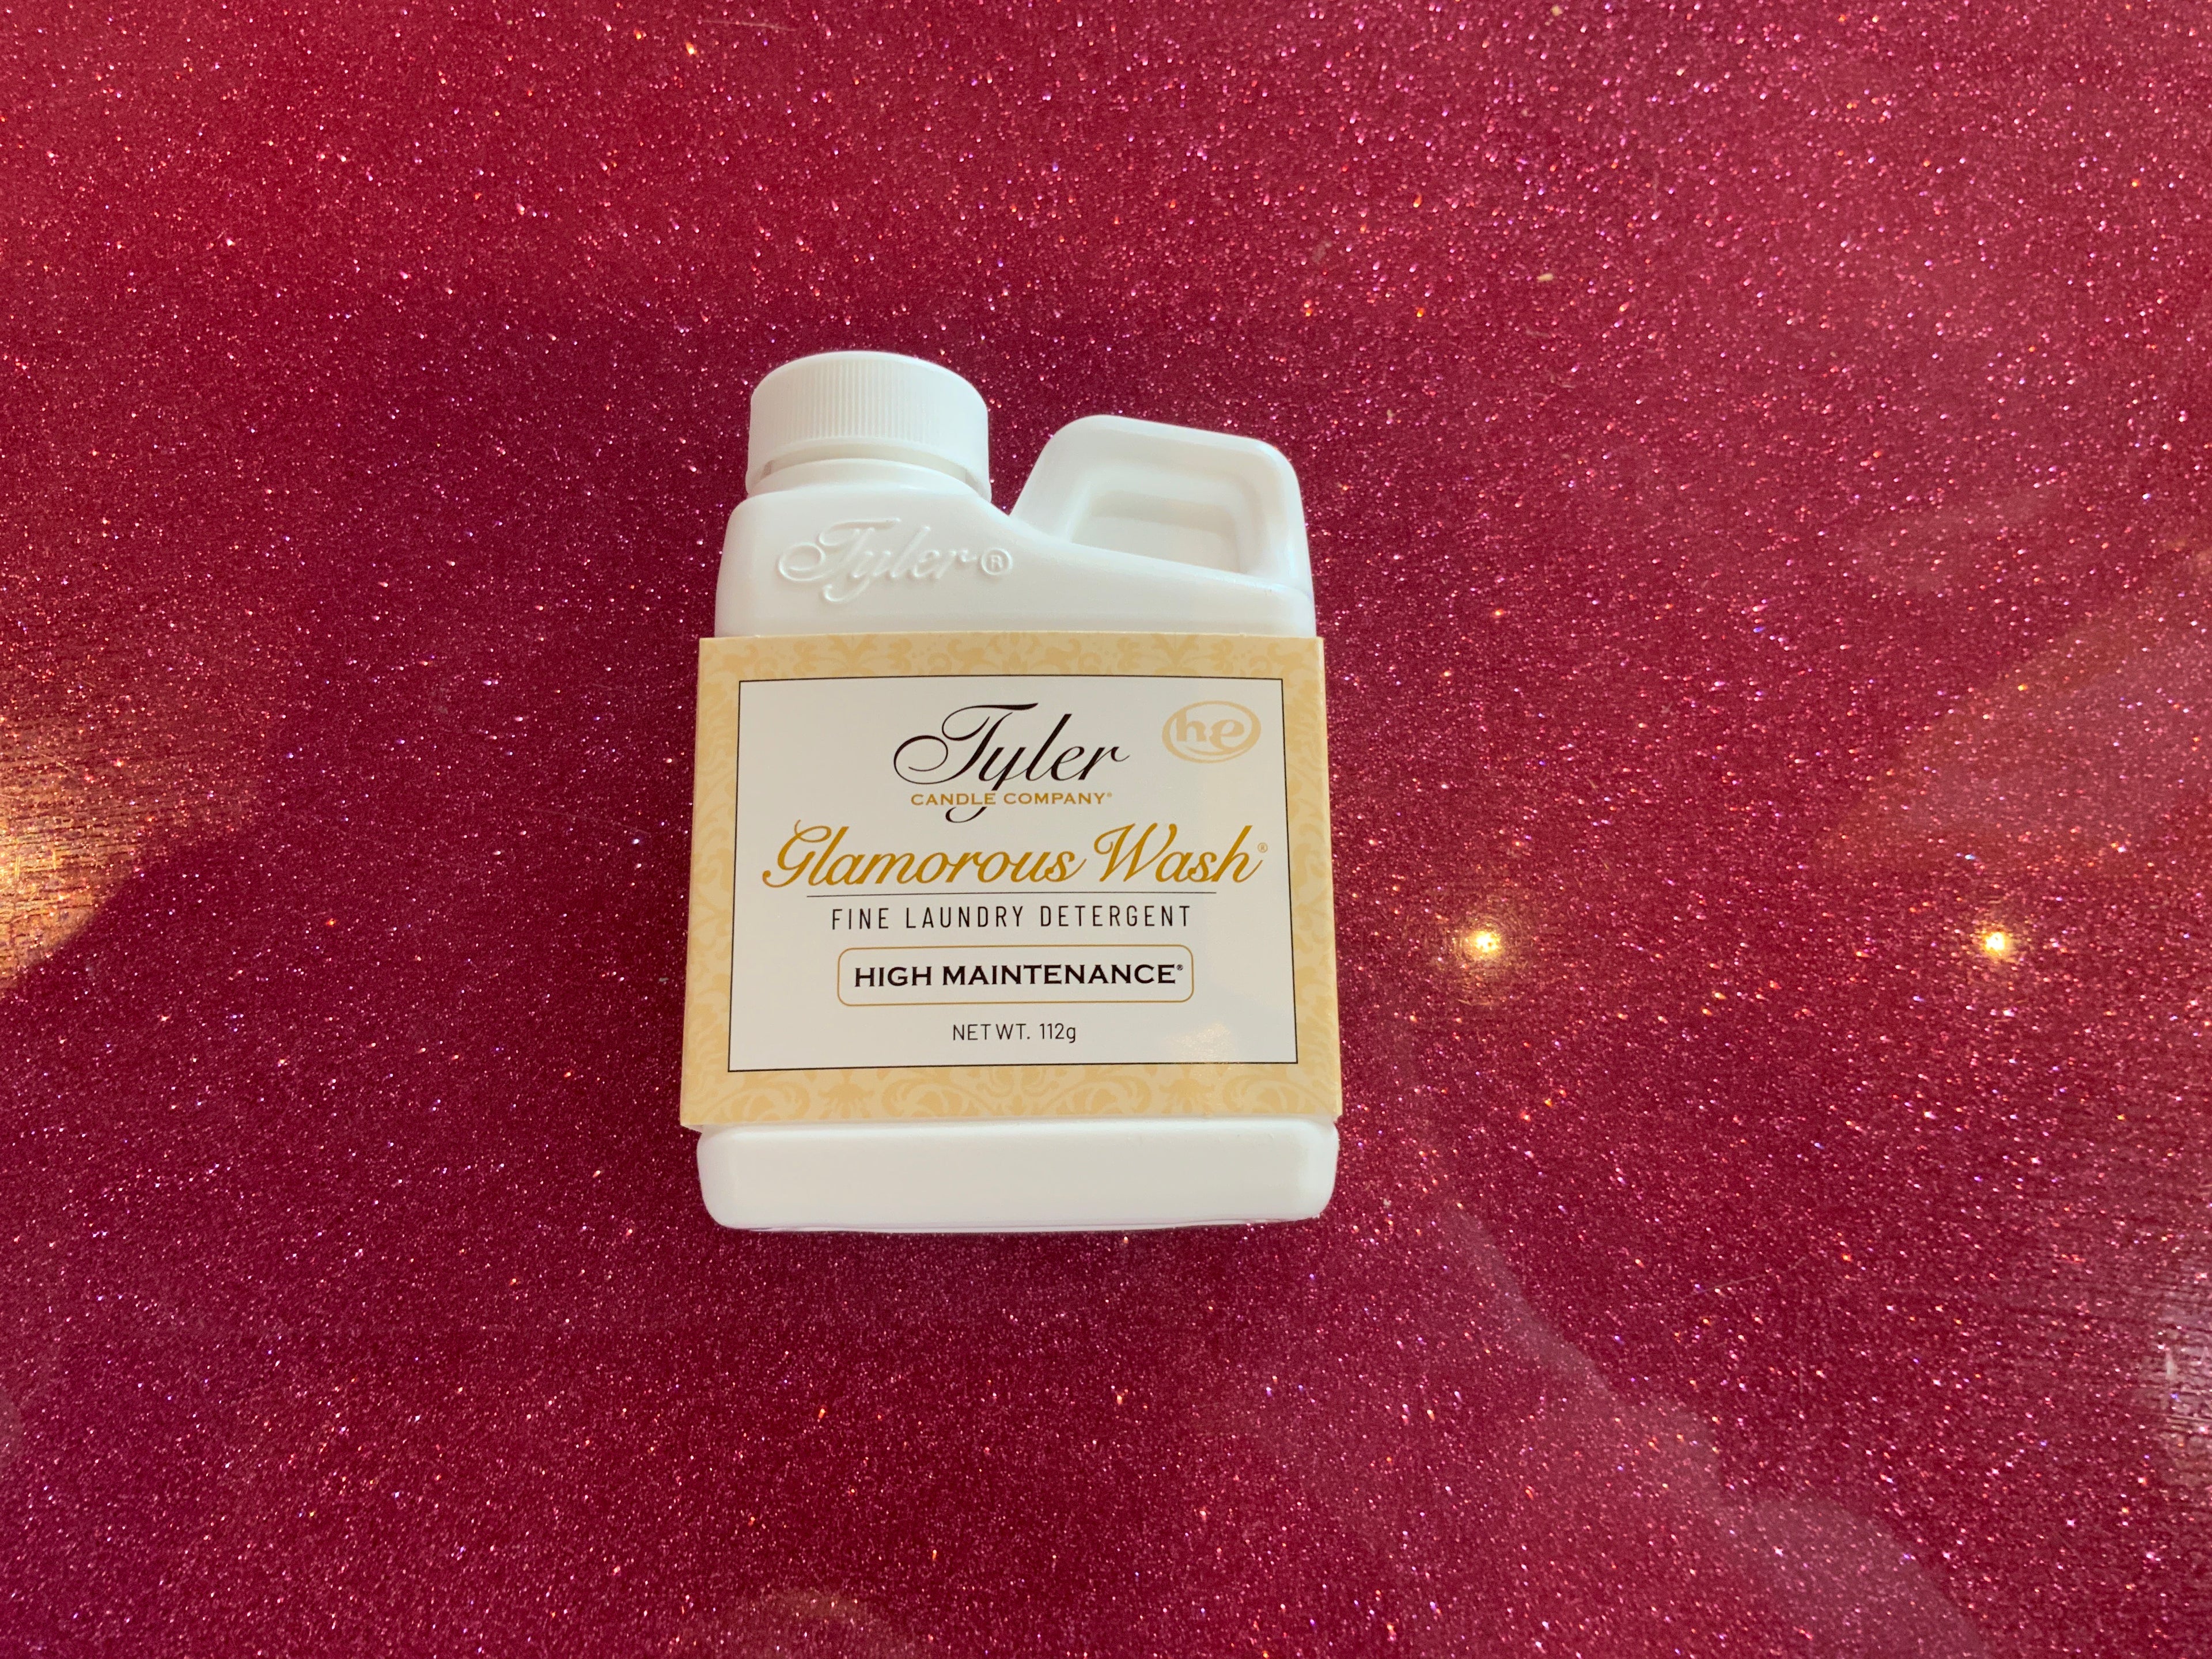 Tyler®
Tyler
he
CANDLE COMPANY®
Glamorous Wash®
FINE LAUNDRY DETERGENT
HIGH MAINTENANCE®
NET WT. 112g